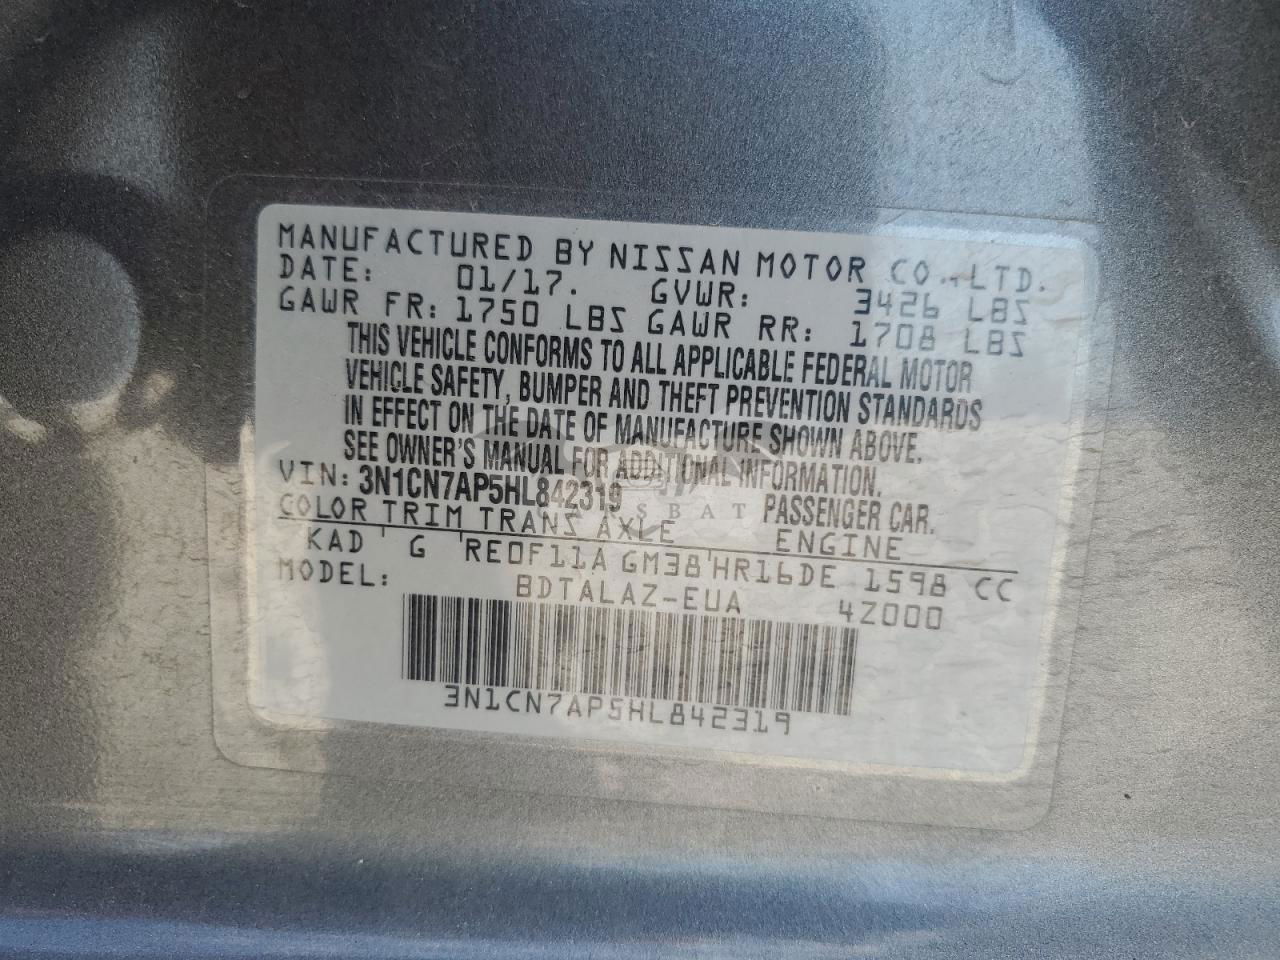 MANUFACTURED BY NISSAN MOTOR CO.,LTD.
DATE: 01/17. GVWR: 3426 LBS
GAWR FR: 1750 LBS GAWR RR: 1708 LBS
THIS VEHICLE CONFORMS TO ALL APPLICABLE FEDERAL MOTOR
VEHICLE SAFETY, BUMPER AND THEFT PREVENTION STANDARDS
IN EFFECT ON THE DATE OF MANUFACTURE SHOWN ABOVE.
SEE OWNER'S MANUAL FOR ADDITIONAL INFORMATION.
VIN: 3N1CN7AP5HL842319 PASSENGER CAR.
COLOR TRIM TRANS AXLE ENGINE
KAD G RE0F11A GM38 HR16DE 1598 CC
MODEL: BDTALAZ-EUA 4Z000
3N1CN7AP5HL842319